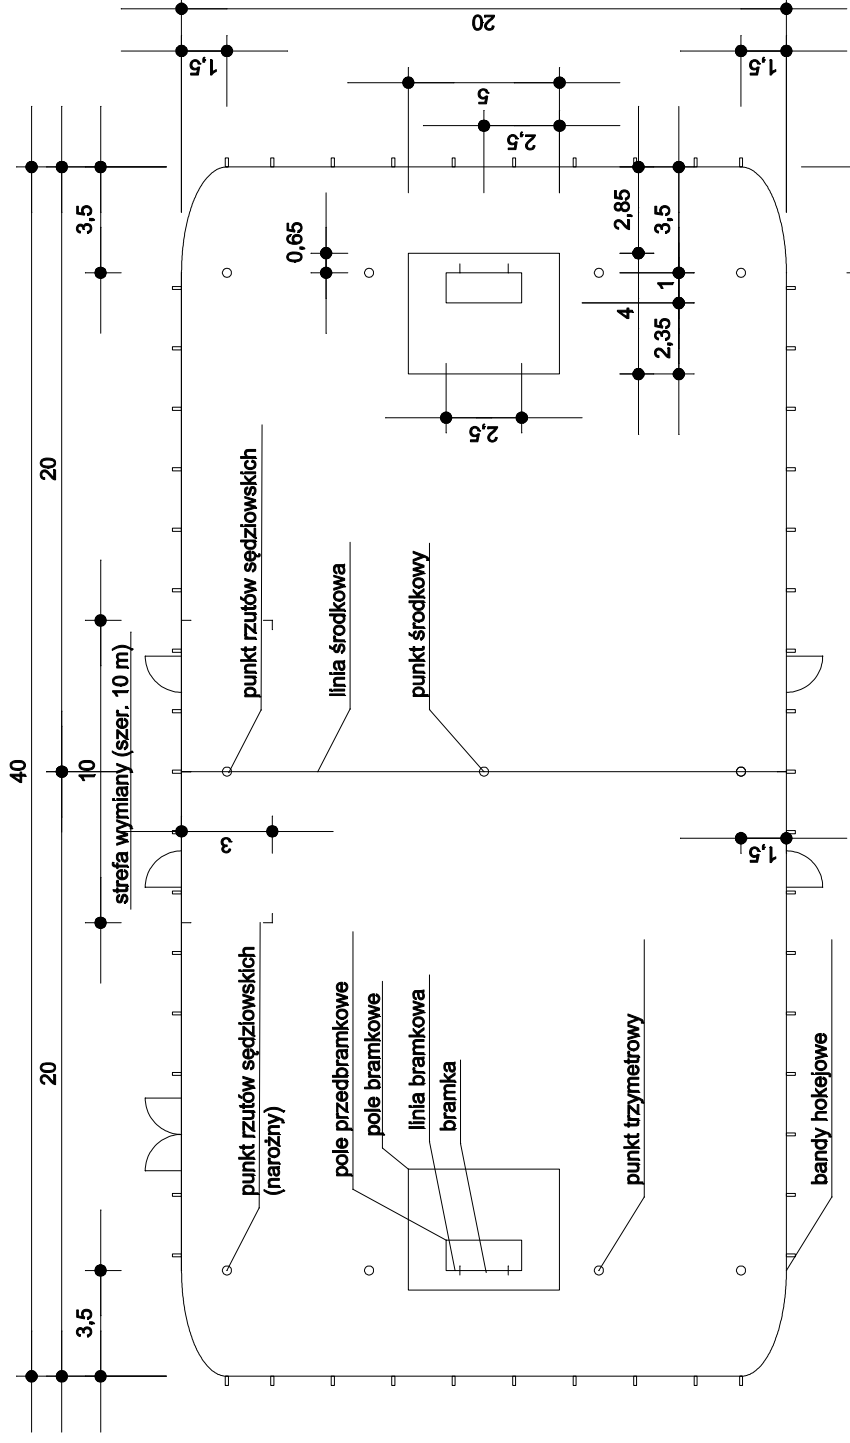 40
20
20
3,5
10
3,5
strefa wymiany (szer. 10 m)
3
1,5
1,5
20
1,5
5
2,5
0,65
2,85
3,5
4
1
2,35
2,5
punkt rzutów sędziowskich
(narożny)
punkt rzutów sędziowskich
linia środkowa
punkt środkowy
pole przedbramkowe
pole bramkowe
linia bramkowa
bramka
punkt trzymetrowy
bandy hokejowe